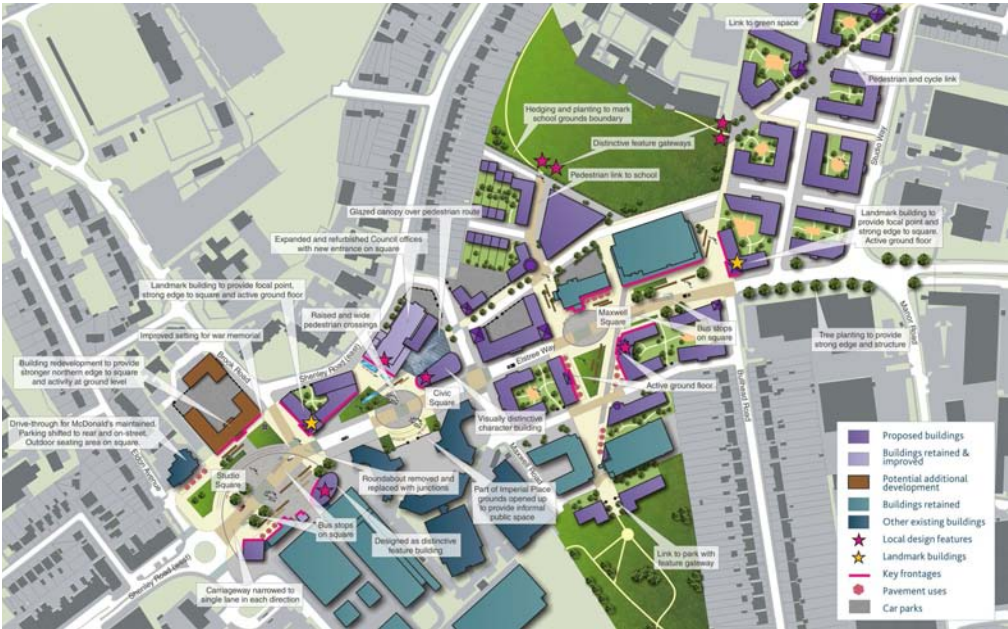 Link to green space
Pedestrian and cycle link
Hedging and planting to mark
school grounds boundary
Distinctive feature gateways
Studio Way
Pedestrian link to school
Glazed canopy over pedestrian route
Landmark building to
provide focal point and
strong edge to square.
Active ground floor
Expanded and refurbished Council offices
with new entrance on square
Landmark building to provide focal point,
strong edge to square and active ground floor
Raised and wide
pedestrian crossings
Improved setting for war memorial
Maxwell
Square
Bus stops
on square
Manor Road
Tree planting to provide
strong edge and structure
Building redevelopment to provide
stronger northern edge to square
and activity at ground level
Brook Road
Shenley Road (east)
Elstree Way
Bullhead Road
Active ground floor
Civic
Square
Visually distinctive
character building
Drive-through for McDonald's maintained.
Parking shifted to rear and on-street.
Outdoor seating area on square.
Eldon Avenue
Maxwell Road
Studio
Square
Roundabout removed and
replaced with junctions
Part of Imperial Place
grounds opened up
to provide informal
public space
Bus stops
on square
Designed as distinctive
feature building
Link to park with
feature gateway
Shenley Road (west)
Carriageway narrowed to
single lane in each direction
Proposed buildings
Buildings retained &
improved
Potential additional
development
Buildings retained
Other existing buildings
Local design features
Landmark buildings
Key frontages
Pavement uses
Car parks